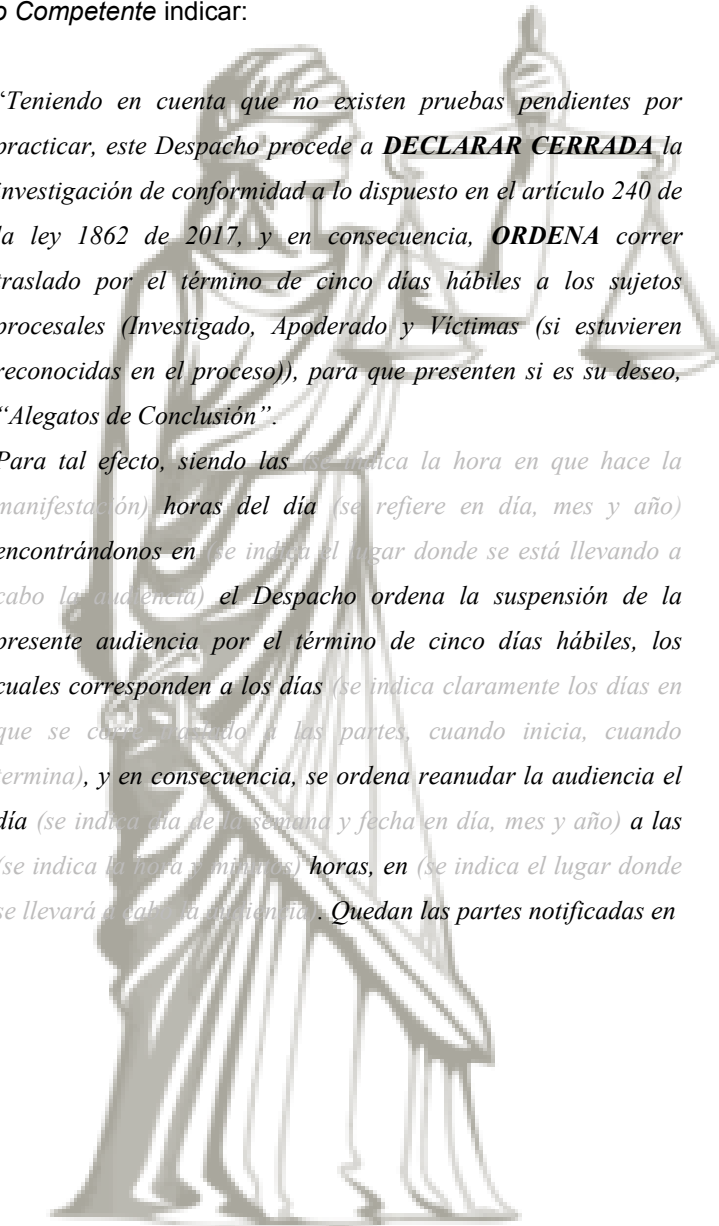 o Competente indicar:
“Teniendo en cuenta que no existen pruebas pendientes por
practicar, este Despacho procede a DECLARAR CERRADA la
investigación de conformidad a lo dispuesto en el artículo 240 de
la ley 1862 de 2017, y en consecuencia, ORDENA correr
traslado por el término de cinco días hábiles a los sujetos
procesales (Investigado, Apoderado y Víctimas (si estuvieren
reconocidas en el proceso)), para que presenten si es su deseo,
“Alegatos de Conclusión”.
Para tal efecto, siendo las (se indica la hora en que hace la
manifestación) horas del día (se refiere en día, mes y año)
encontrándonos en (se indica el lugar donde se está llevando a
cabo la audiencia) el Despacho ordena la suspensión de la
presente audiencia por el término de cinco días hábiles, los
cuales corresponden a los días (se indica claramente los días en
que se corre traslado a las partes, cuando inicia, cuando
termina), y en consecuencia, se ordena reanudar la audiencia el
día (se indica día de la semana y fecha en día, mes y año) a las
(se indica la hora y minutos) horas, en (se indica el lugar donde
se llevará a cabo la audiencia). Quedan las partes notificadas en